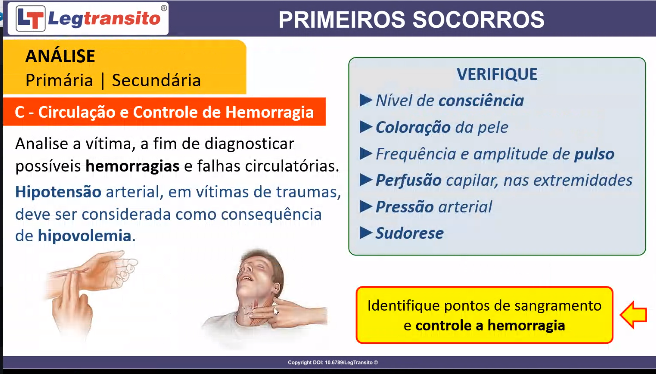 LT Legtransito®
PRIMEIROS SOCORROS
ANÁLISE
Primária | Secundária
C - Circulação e Controle de Hemorragia
Analise a vítima, a fim de diagnosticar
possíveis hemorragias e falhas circulatórias.
Hipotensão arterial, em vítimas de traumas,
deve ser considerada como consequência
de hipovolemia.
VERIFIQUE
►Nível de consciência
►Coloração da pele
►Frequência e amplitude de pulso
►Perfusão capilar, nas extremidades
►Pressão arterial
►Sudorese
Identifique pontos de sangramento
e controle a hemorragia
Copyright DOI: 10.6789/LegTransito ©